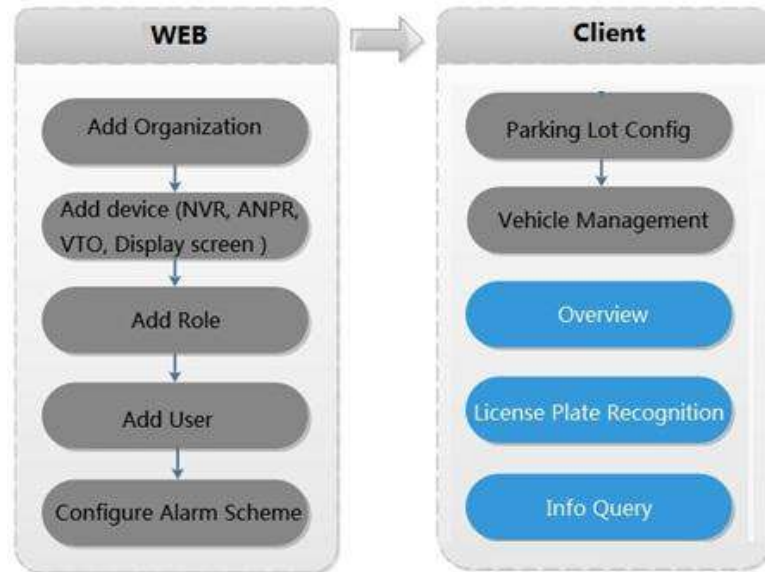 WEB
Add Organization
Add device (NVR, ANPR,
VTO, Display screen )
Add Role
Add User
Configure Alarm Scheme
Client
Parking Lot Config
Vehicle Management
Overview
License Plate Recognition
Info Query